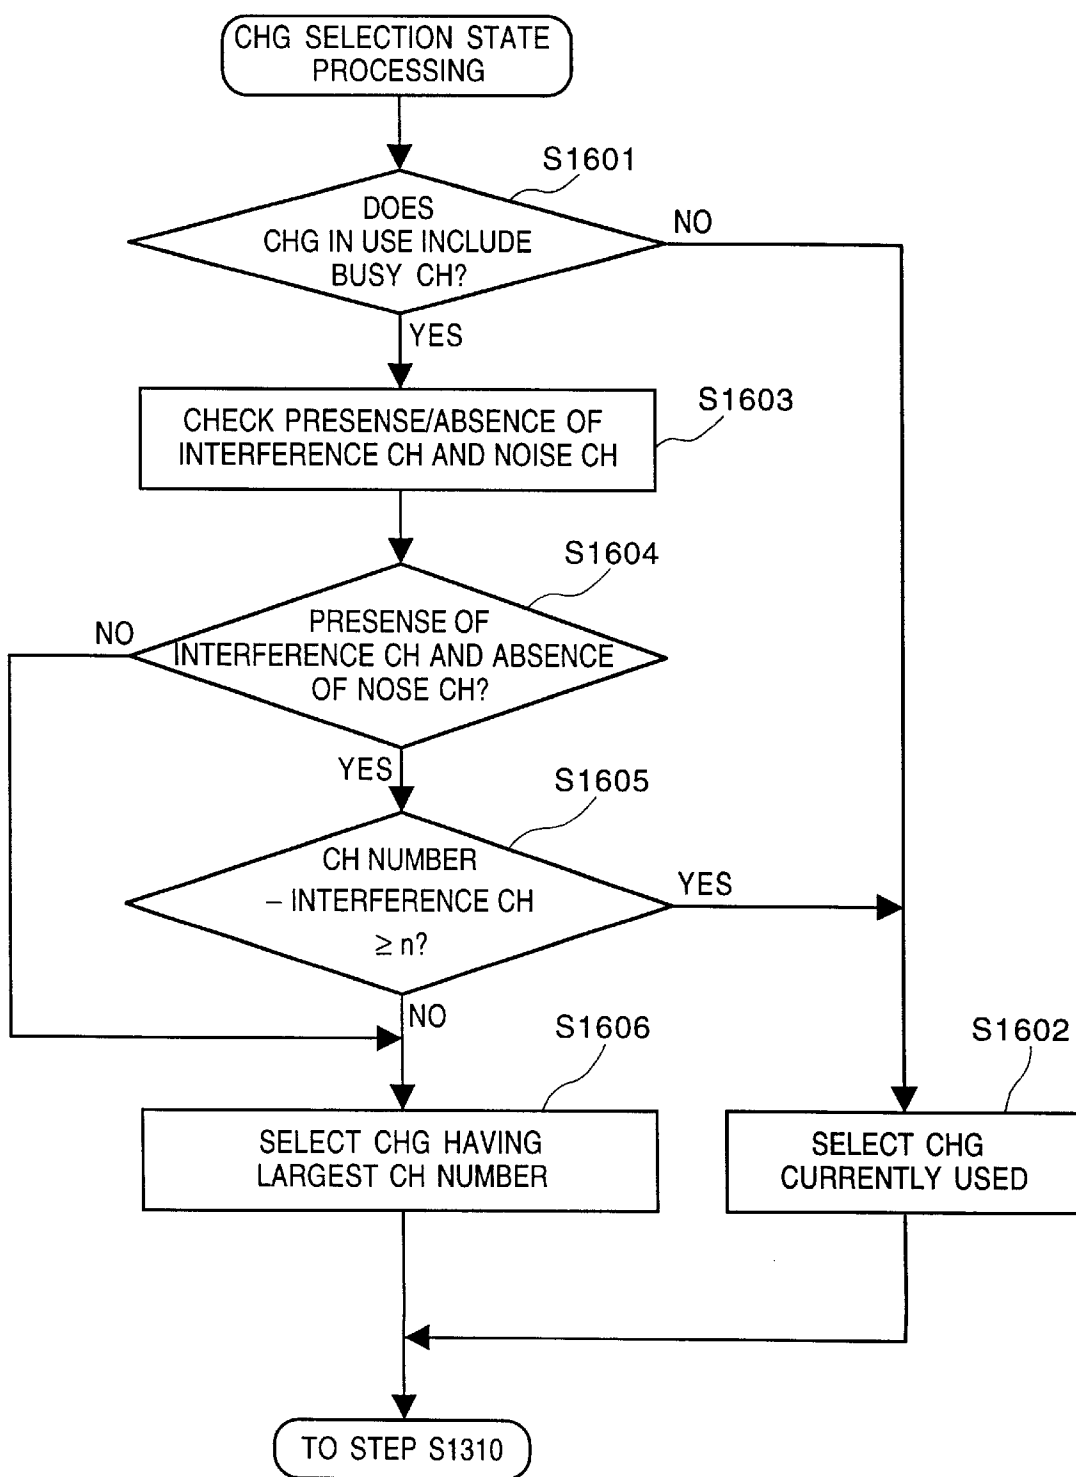 CHG SELECTION STATE
PROCESSING
S1601
DOES
CHG IN USE INCLUDE
BUSY CH?
NO
YES
S1603
CHECK PRESENSE/ABSENCE OF
INTERFERENCE CH AND NOISE CH
S1604
NO
PRESENSE OF
INTERFERENCE CH AND ABSENCE
OF NOSE CH?
YES
S1605
CH NUMBER
– INTERFERENCE CH
≥ n?
YES
NO
S1606
S1602
SELECT CHG HAVING
LARGEST CH NUMBER
SELECT CHG
CURRENTLY USED
TO STEP S1310